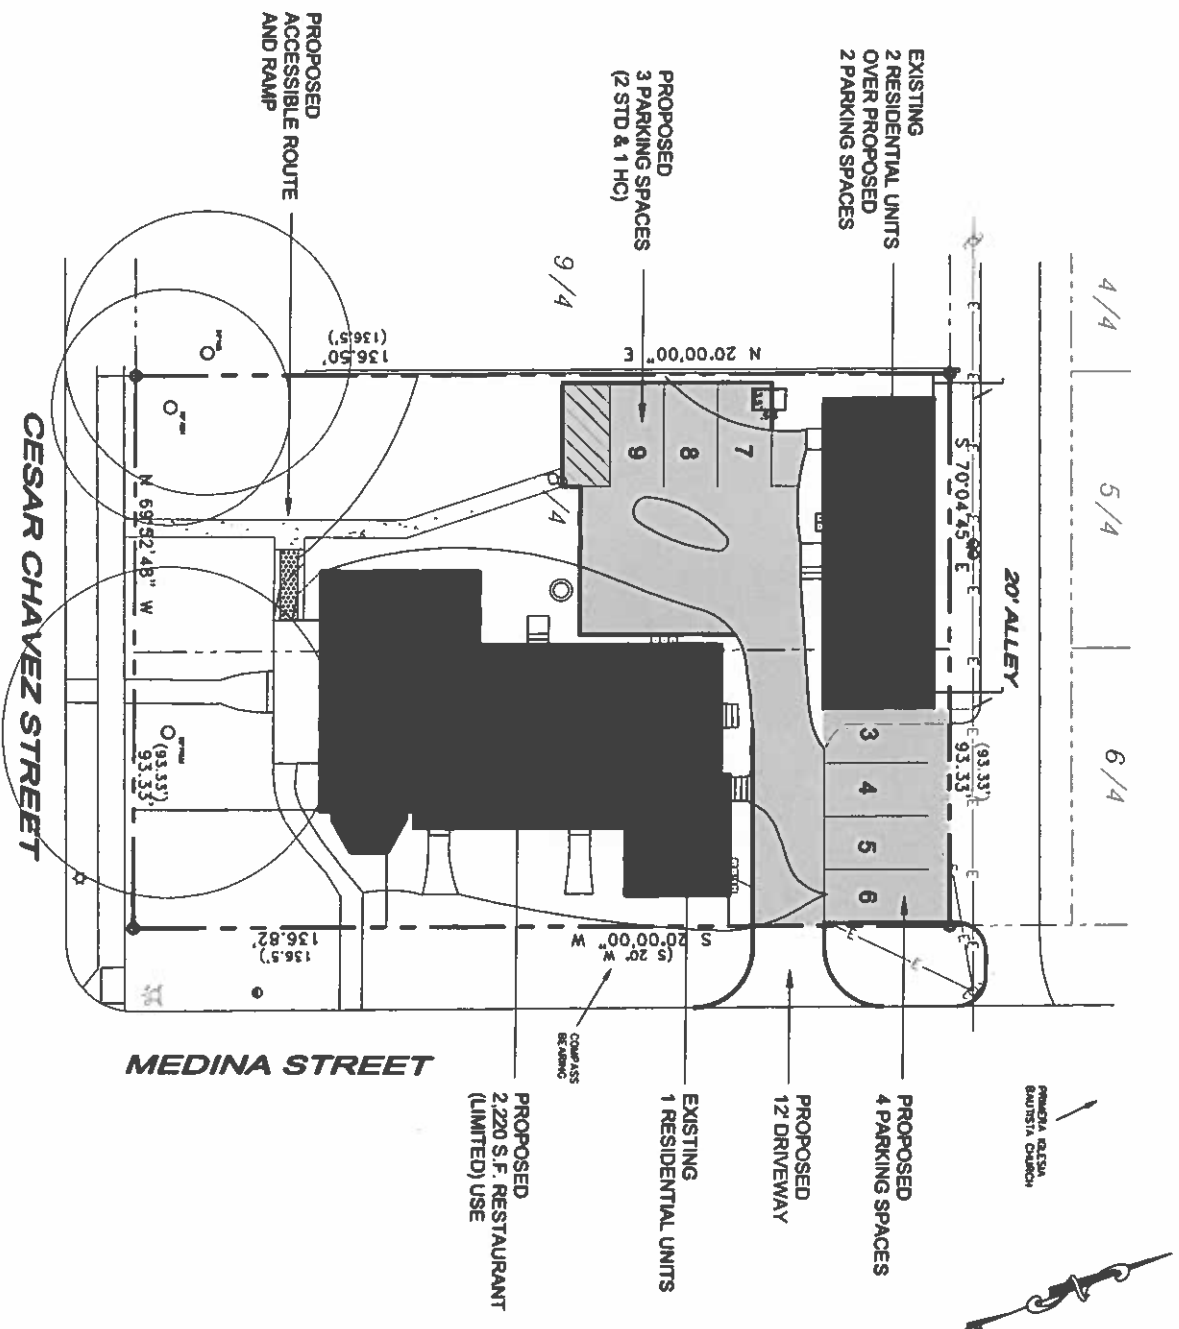 EXISTING
2 RESIDENTIAL UNITS
OVER PROPOSED
2 PARKING SPACES
PROPOSED
3 PARKING SPACES
(2 STD & 1 HC)
PROPOSED
ACCESSIBLE ROUTE
AND RAMP
4/4
5/4
6/4
9/4
20' ALLEY
S 70°04'45" E
(93.33')
93.33'
N 20°00'00" E
136.50'
(136.5')
7
8
9
3
4
5
6
N 69°52'48" W
(93.33')
93.33'
S 20°00'00" W
(S 20° W
136.82'
136.5')
CESAR CHAVEZ STREET
MEDINA STREET
COMPASS
BEARING
PRIMERA IGLESIA
BAUTISTA CHURCH
PROPOSED
4 PARKING SPACES
PROPOSED
12' DRIVEWAY
EXISTING
1 RESIDENTIAL UNITS
PROPOSED
2,220 S.F. RESTAURANT
(LIMITED) USE